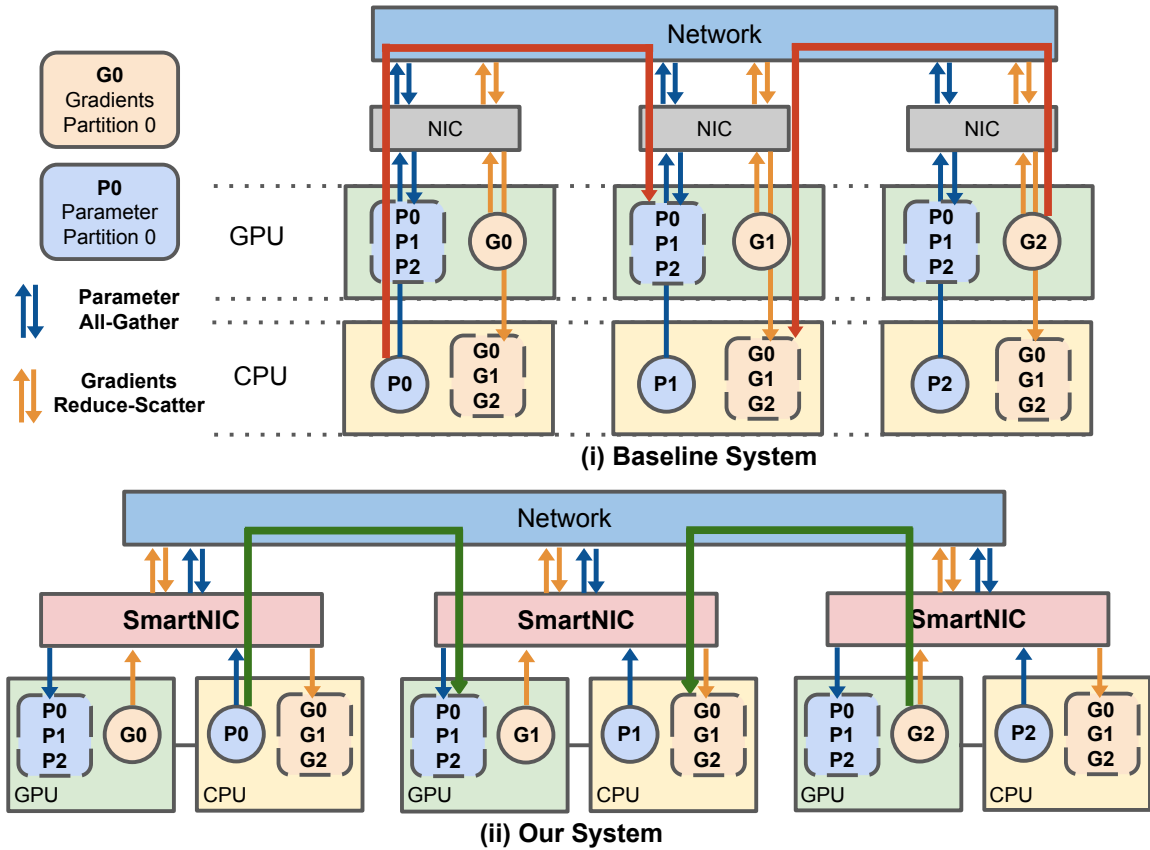 Network
G0
Gradients
Partition 0
NIC
NIC
NIC
P0
Parameter
Partition 0
GPU
P0
P1
P2
G0
P0
P1
P2
G1
P0
P1
P2
G2
Parameter
All-Gather
Gradients
Reduce-Scatter
CPU
P0
G0
G1
G2
P1
G0
G1
G2
P2
G0
G1
G2
(i) Baseline System
Network
SmartNIC
SmartNIC
SmartNIC
P0
P1
P2
G0
GPU
P0
G0
G1
G2
CPU
P0
P1
P2
G1
GPU
P1
G0
G1
G2
CPU
P0
P1
P2
G2
GPU
P2
G0
G1
G2
CPU
(ii) Our System